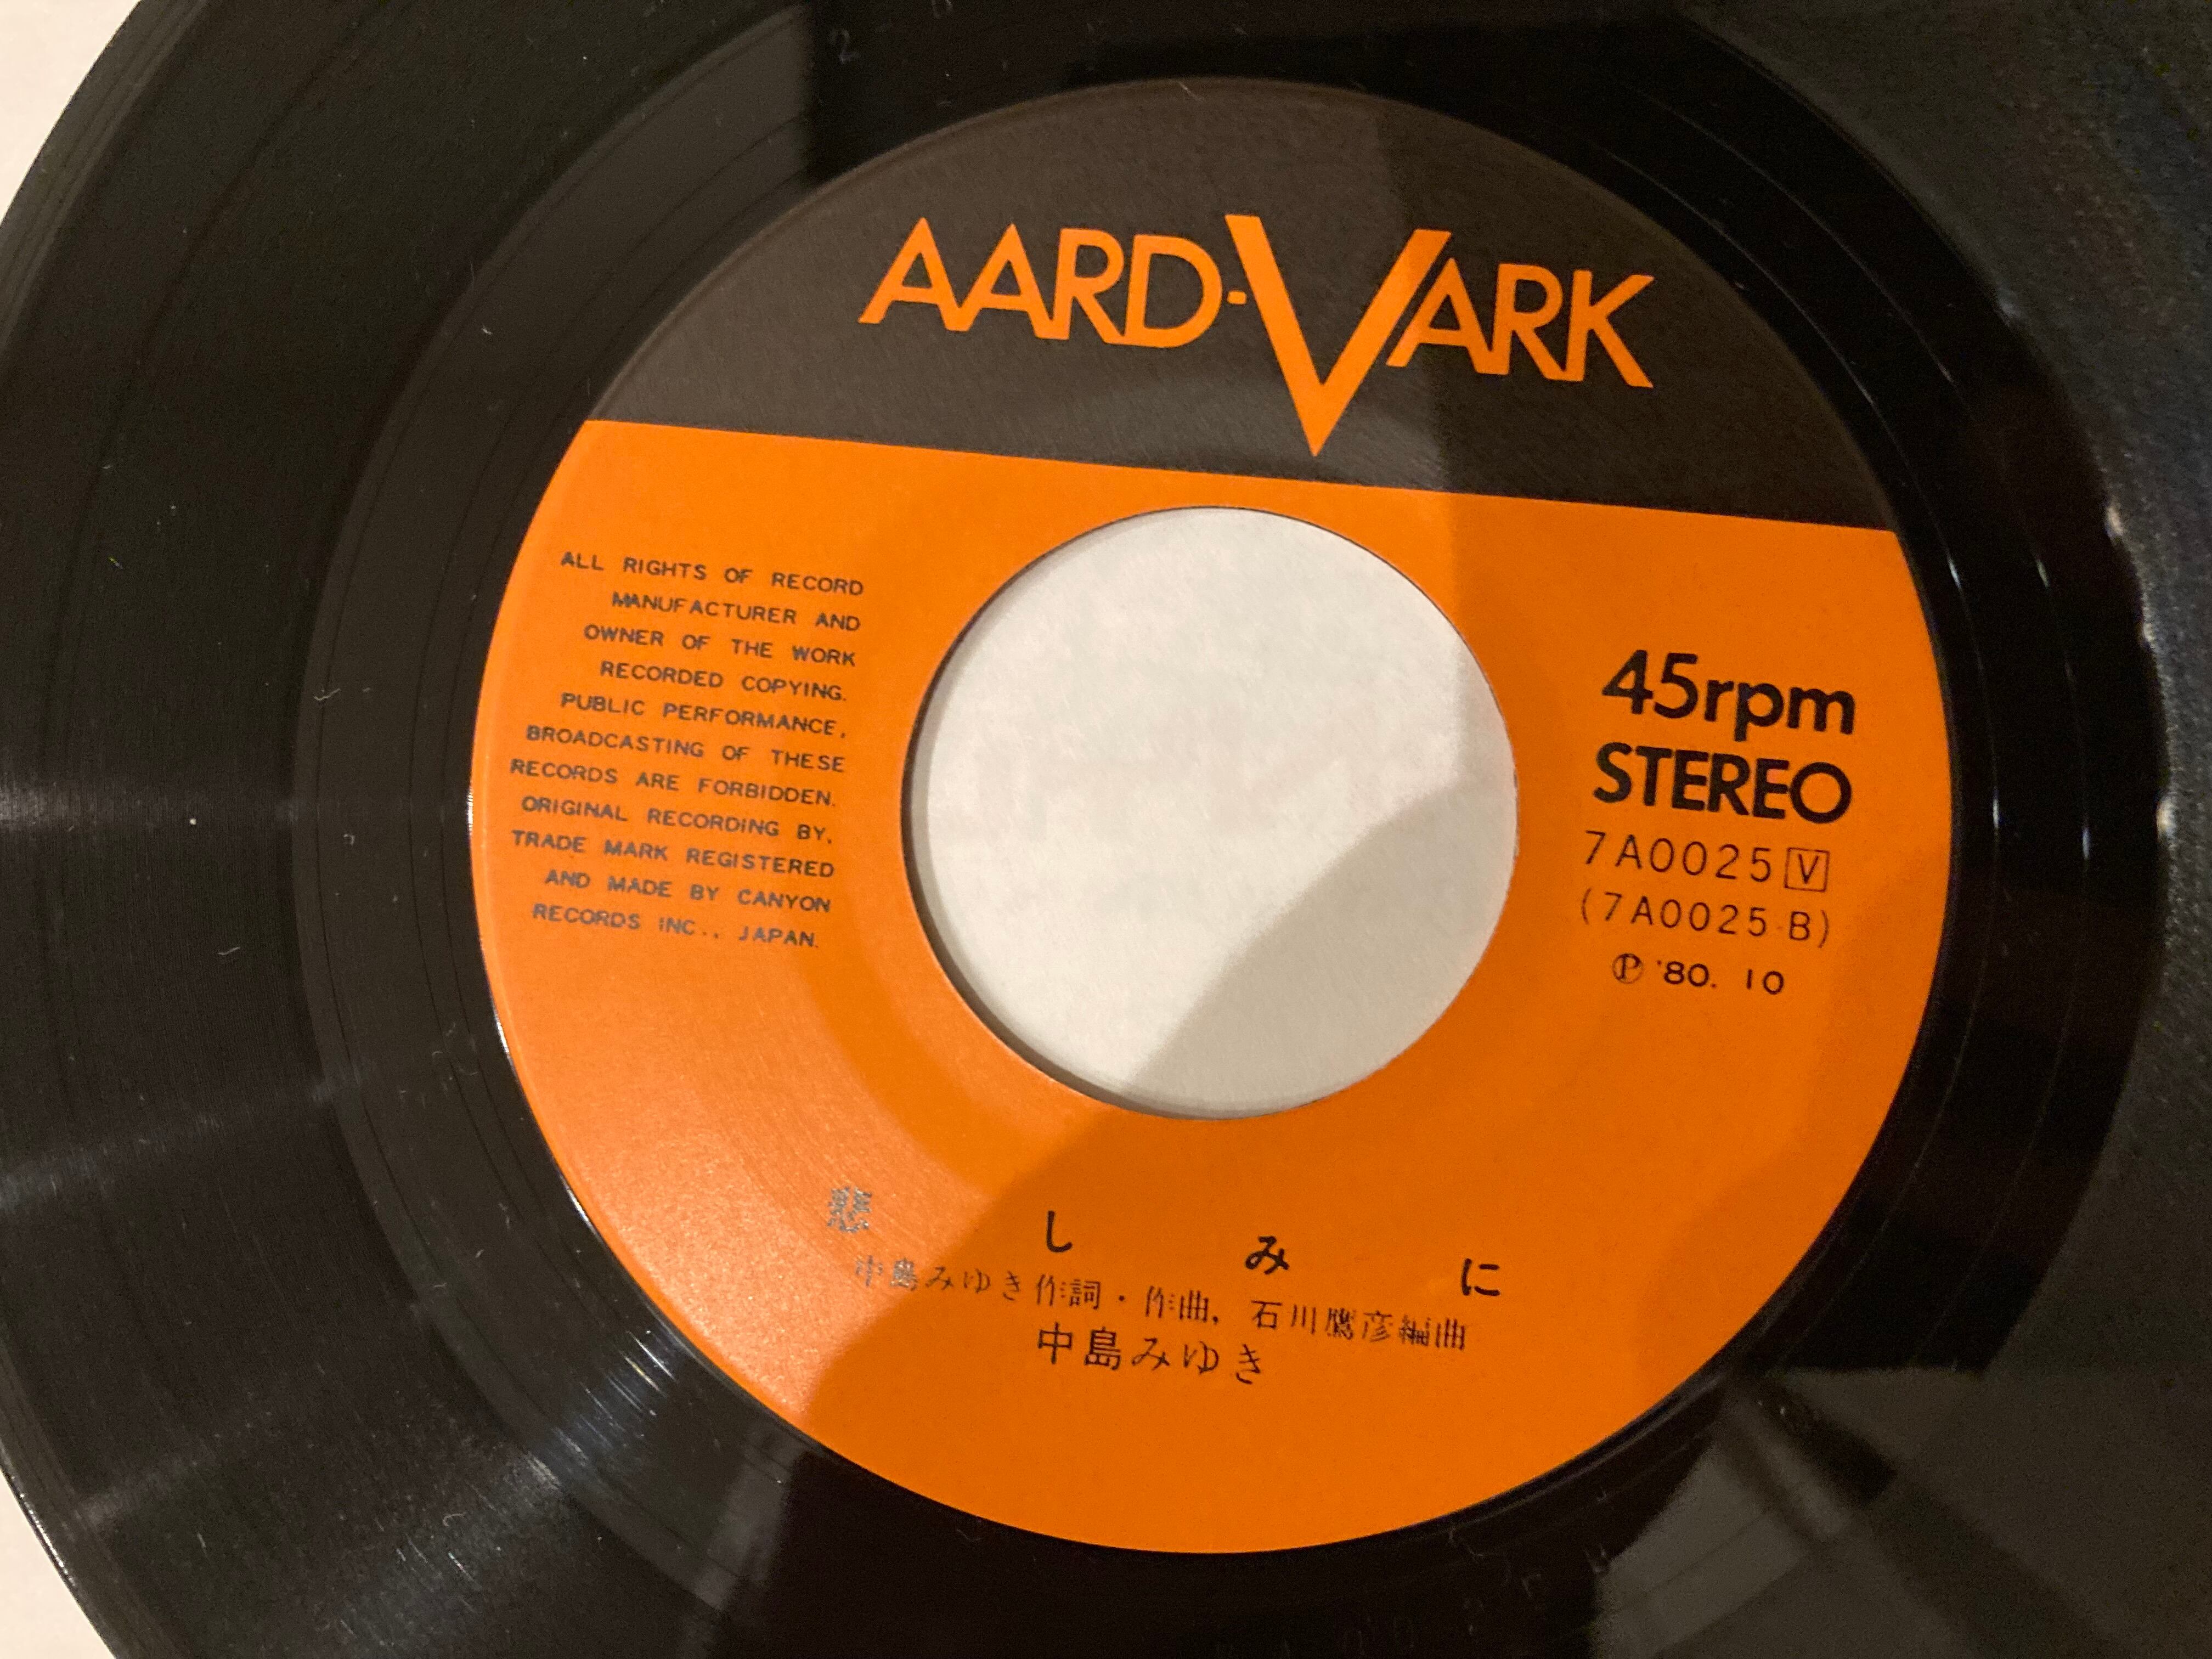 AARD-VARK
ALL RIGHTS OF RECORD
MANUFACTURER AND
OWNER OF THE WORK
RECORDED COPYING.
PUBLIC PERFORMANCE,
BROADCASTING OF THESE
RECORDS ARE FORBIDDEN.
ORIGINAL RECORDING BY,
TRADE MARK REGISTERED
AND MADE BY CANYON
RECORDS INC., JAPAN.
45rpm
STEREO
7A0025 V
(7A0025-B)
Ⓟ '80. 10
悲しみに
中島みゆき作詞・作曲, 石川鷹彦編曲
中島みゆき